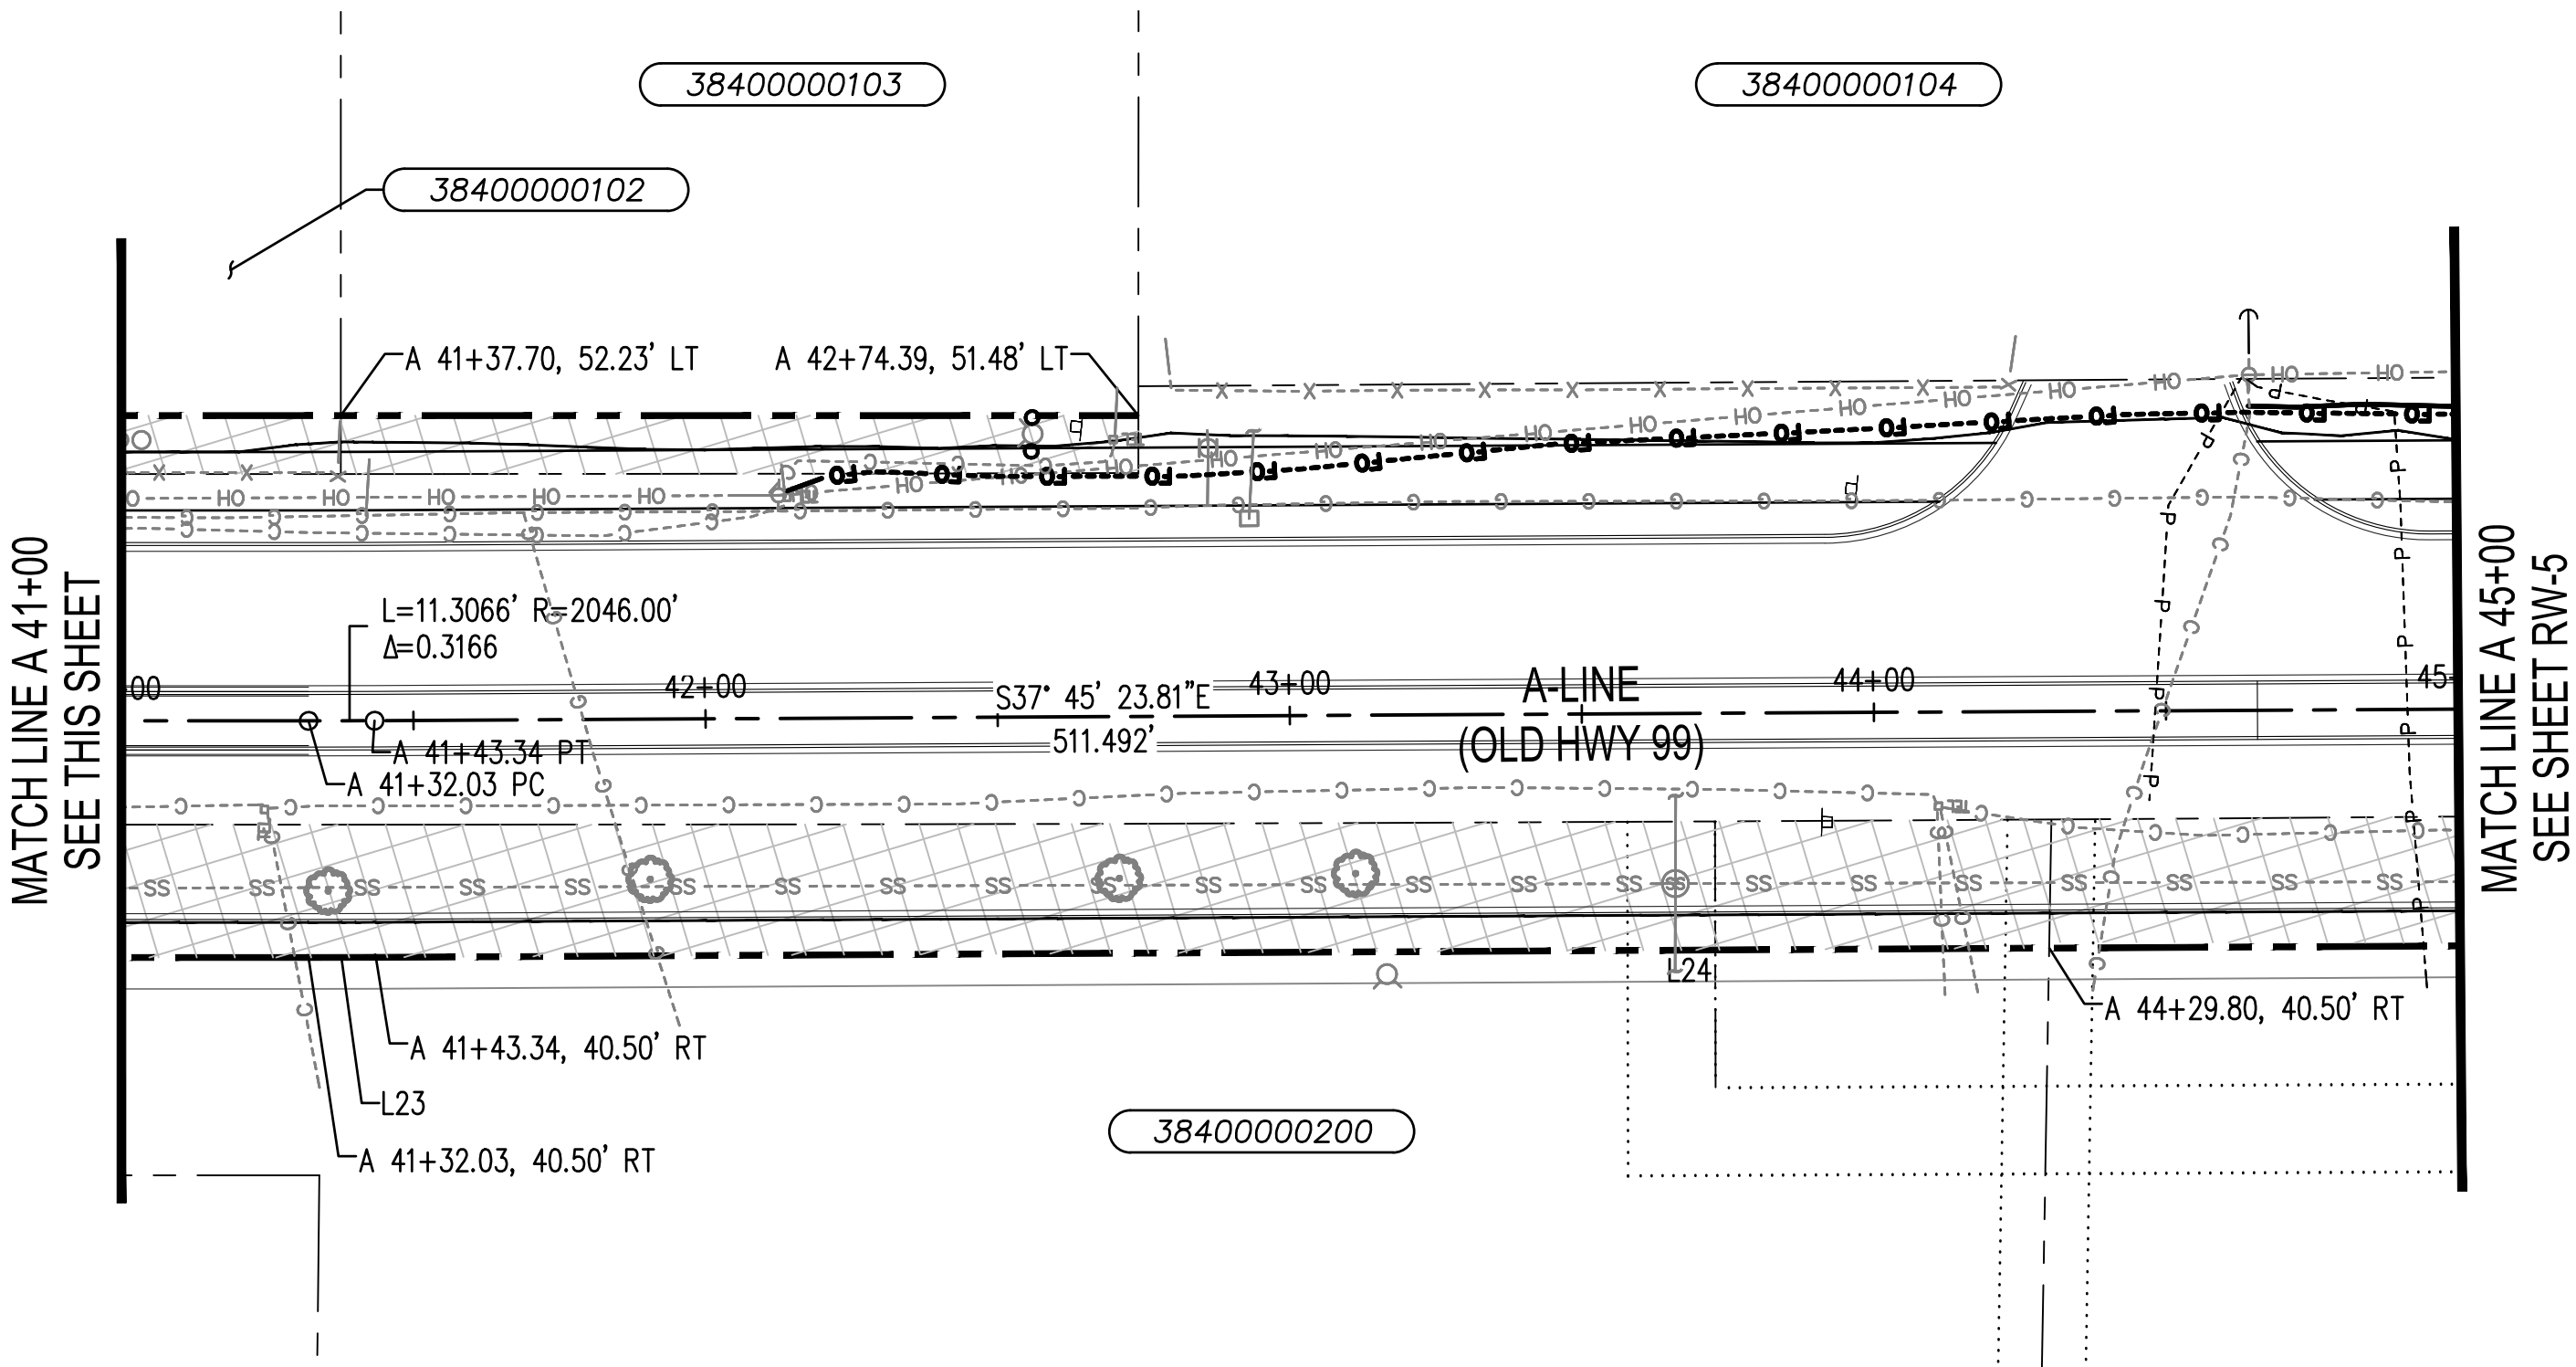 38400000103
38400000104
38400000102
A 41+37.70, 52.23' LT
A 42+74.39, 51.48' LT
MATCH LINE A 41+00
SEE THIS SHEET
MATCH LINE A 45+00
SEE SHEET RW-5
L=11.3066' R=2046.00'
Δ=0.3166
00
42+00
S37° 45' 23.81"E
511.492'
43+00
A-LINE
(OLD HWY 99)
44+00
45
A 41+43.34 PT
A 41+32.03 PC
L24
A 44+29.80, 40.50' RT
A 41+43.34, 40.50' RT
L23
A 41+32.03, 40.50' RT
38400000200